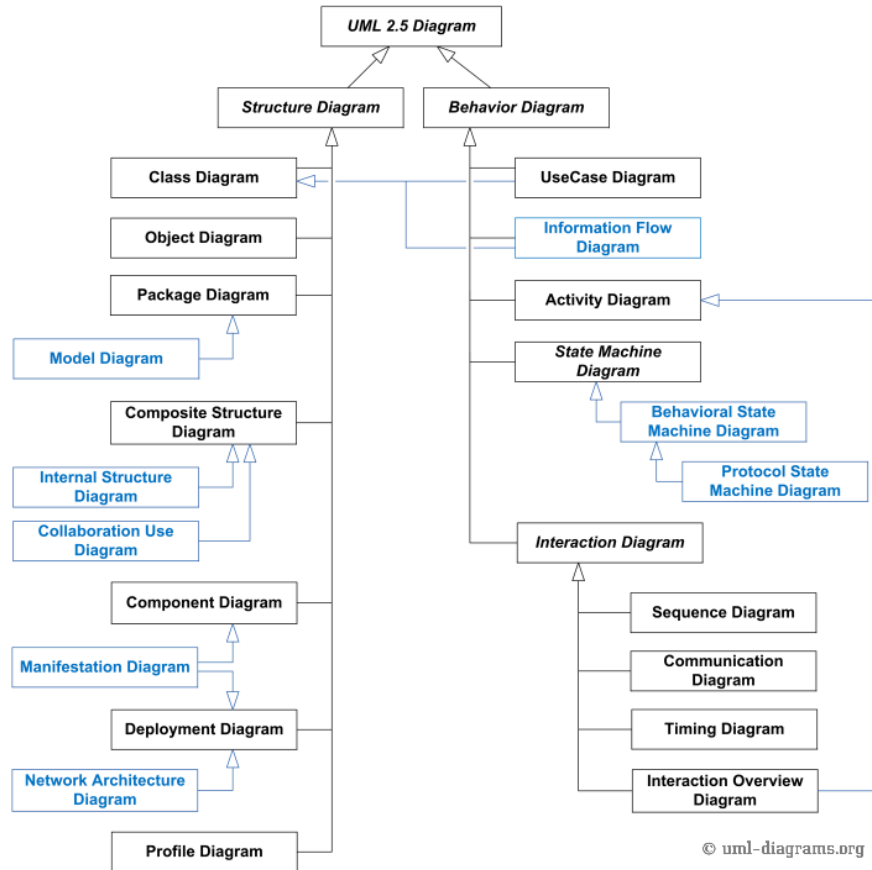 UML 2.5 Diagram
Structure Diagram
Behavior Diagram
Class Diagram
UseCase Diagram
Object Diagram
Information Flow
Diagram
Package Diagram
Activity Diagram
Model Diagram
State Machine
Diagram
Composite Structure
Diagram
Behavioral State
Machine Diagram
Internal Structure
Diagram
Protocol State
Machine Diagram
Collaboration Use
Diagram
Interaction Diagram
Component Diagram
Sequence Diagram
Manifestation Diagram
Communication
Diagram
Deployment Diagram
Timing Diagram
Network Architecture
Diagram
Interaction Overview
Diagram
Profile Diagram
© uml-diagrams.org